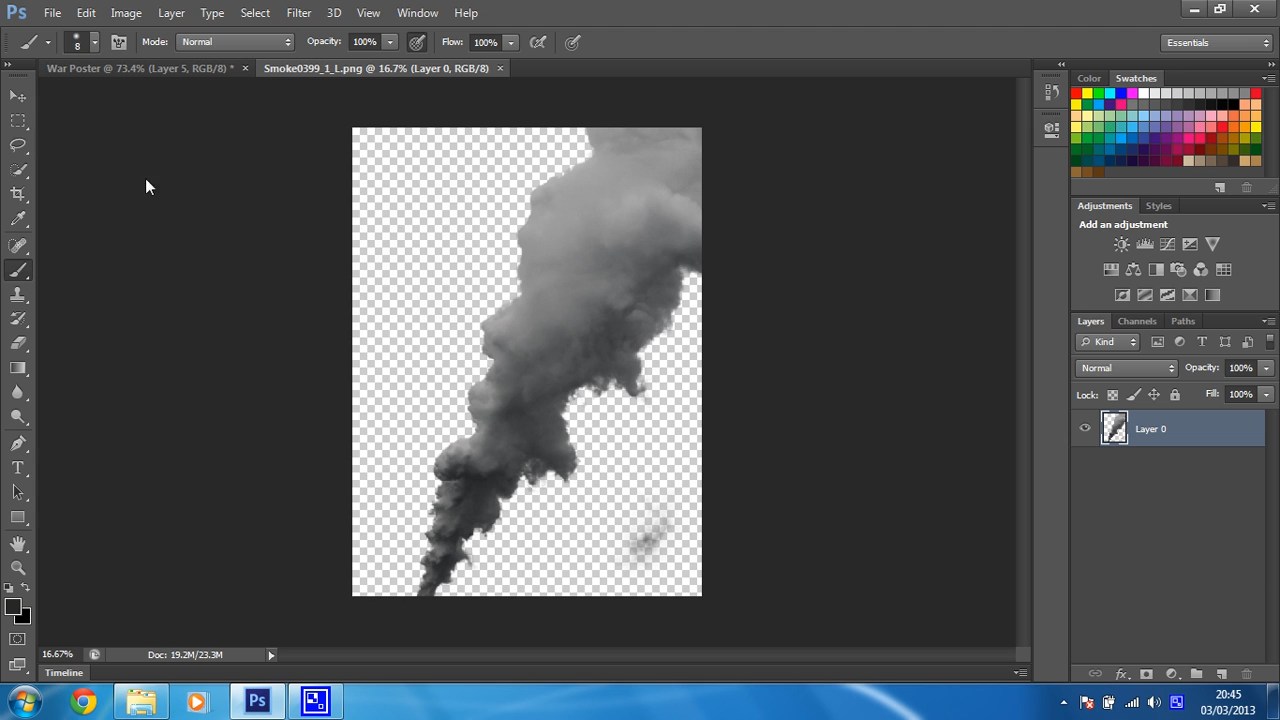 Ps File Edit Image Layer Type Select Filter 3D View Window Help
8 Mode: Normal Opacity: 100% Flow: 100% Essentials
War Poster @ 73.4% (Layer 5, RGB/8) * × Smoke0399_1_L.png @ 16.7% (Layer 0, RGB/8) ×
Color Swatches
Adjustments Styles
Add an adjustment
Layers Channels Paths
Kind
Normal Opacity: 100%
Lock: Fill: 100%
Layer 0
16.67% Doc: 19.2M/23.3M
Timeline
Ps
20:45
03/03/2013